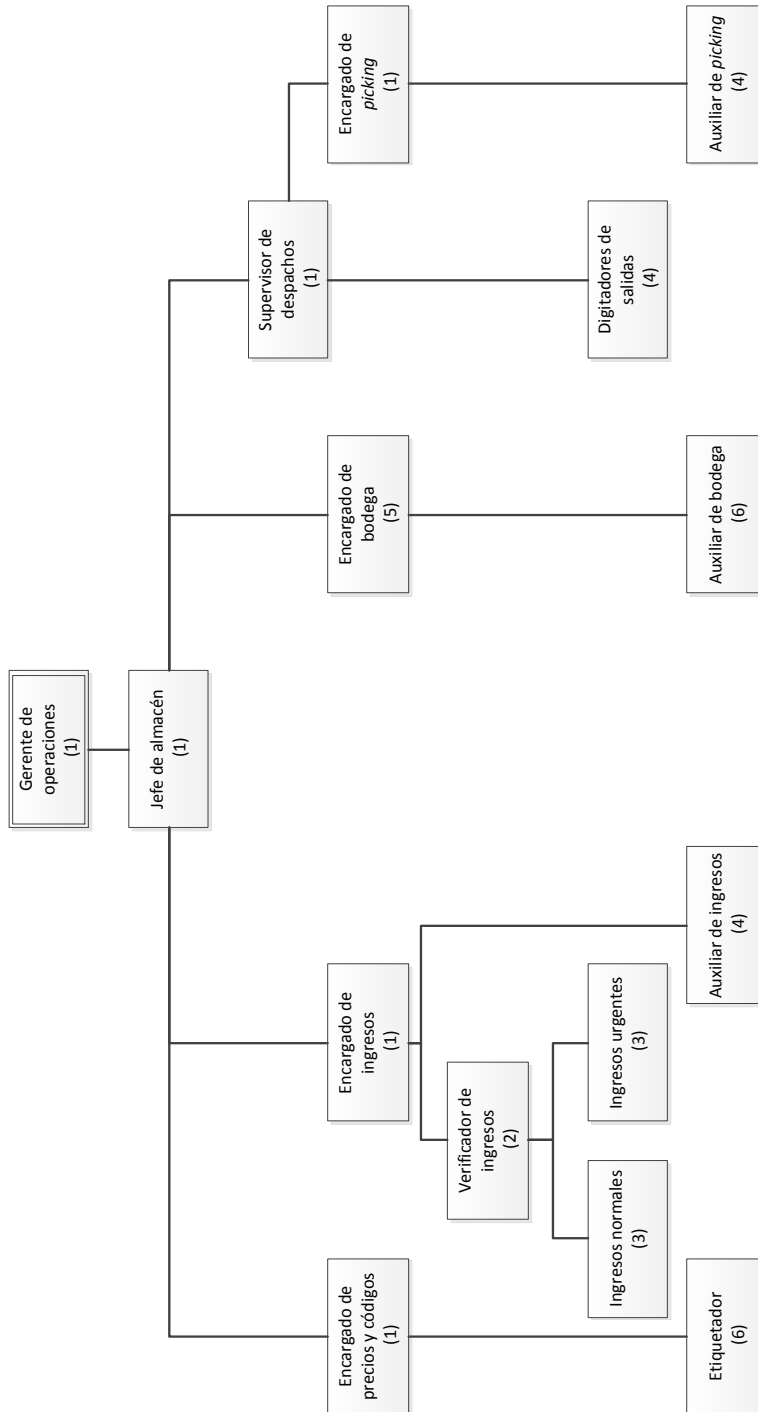 Gerente de
operaciones
(1)
Jefe de almacén
(1)
Encargado de
precios y códigos
(1)
Etiquetador
(6)
Encargado de
ingresos
(1)
Verificador de
ingresos
(2)
Ingresos normales
(3)
Ingresos urgentes
(3)
Auxiliar de ingresos
(4)
Encargado de
bodega
(5)
Auxiliar de bodega
(6)
Supervisor de
despachos
(1)
Digitadores de
salidas
(4)
Encargado de
picking
(1)
Auxiliar de picking
(4)